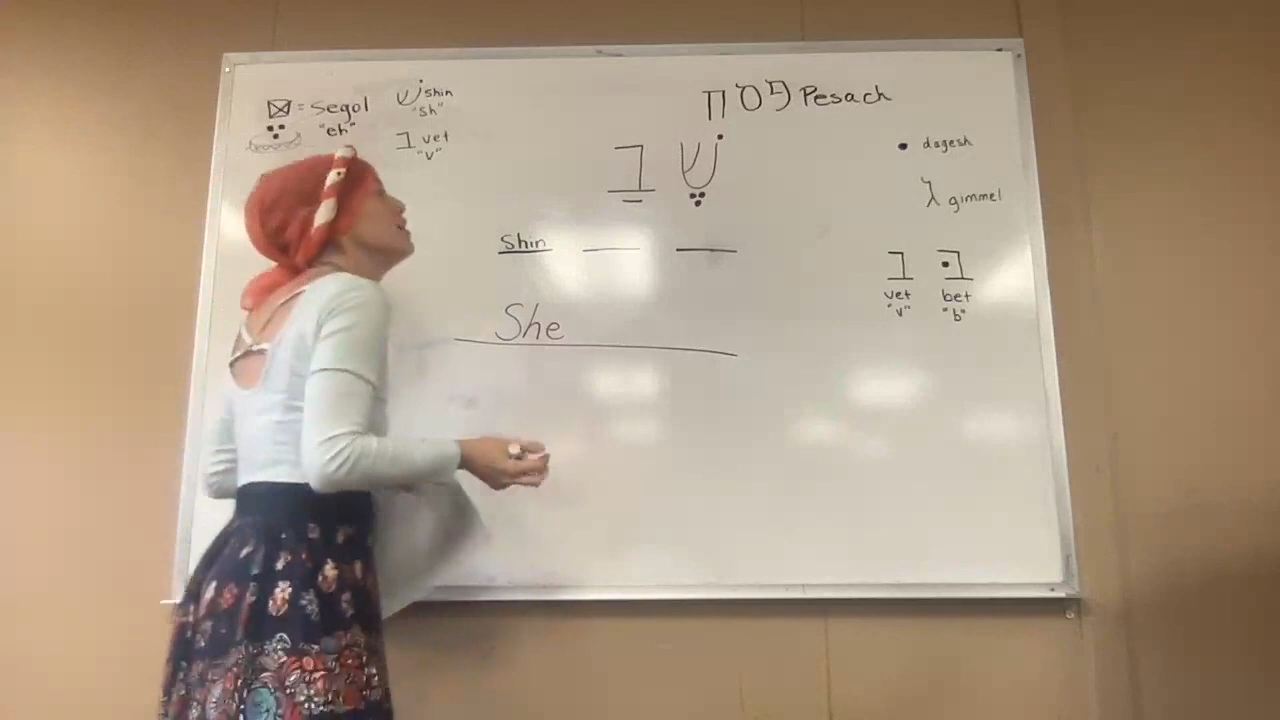 ☒ = Segol
"eh"
שׁ shin
"sh"
ב vet
"v"
פסח Pesach
שֶׁבַ
dagesh
ג gimmel
Shin
ב בּ
vet bet
"v" "b"
She